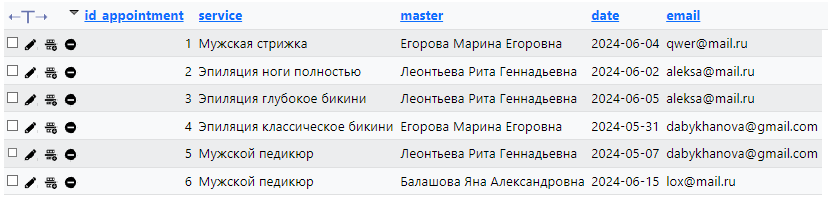 ←T→ id_appointment service master date email
1 Мужская стрижка Егорова Марина Егоровна 2024-06-04 qwer@mail.ru
2 Эпиляция ноги полностью Леонтьева Рита Геннадьевна 2024-06-02 aleksa@mail.ru
3 Эпиляция глубокое бикини Леонтьева Рита Геннадьевна 2024-06-05 aleksa@mail.ru
4 Эпиляция классическое бикини Егорова Марина Егоровна 2024-05-31 dabykhanova@gmail.com
5 Мужской педикюр Леонтьева Рита Геннадьевна 2024-05-07 dabykhanova@gmail.com
6 Мужской педикюр Балашова Яна Александровна 2024-06-15 lox@mail.ru